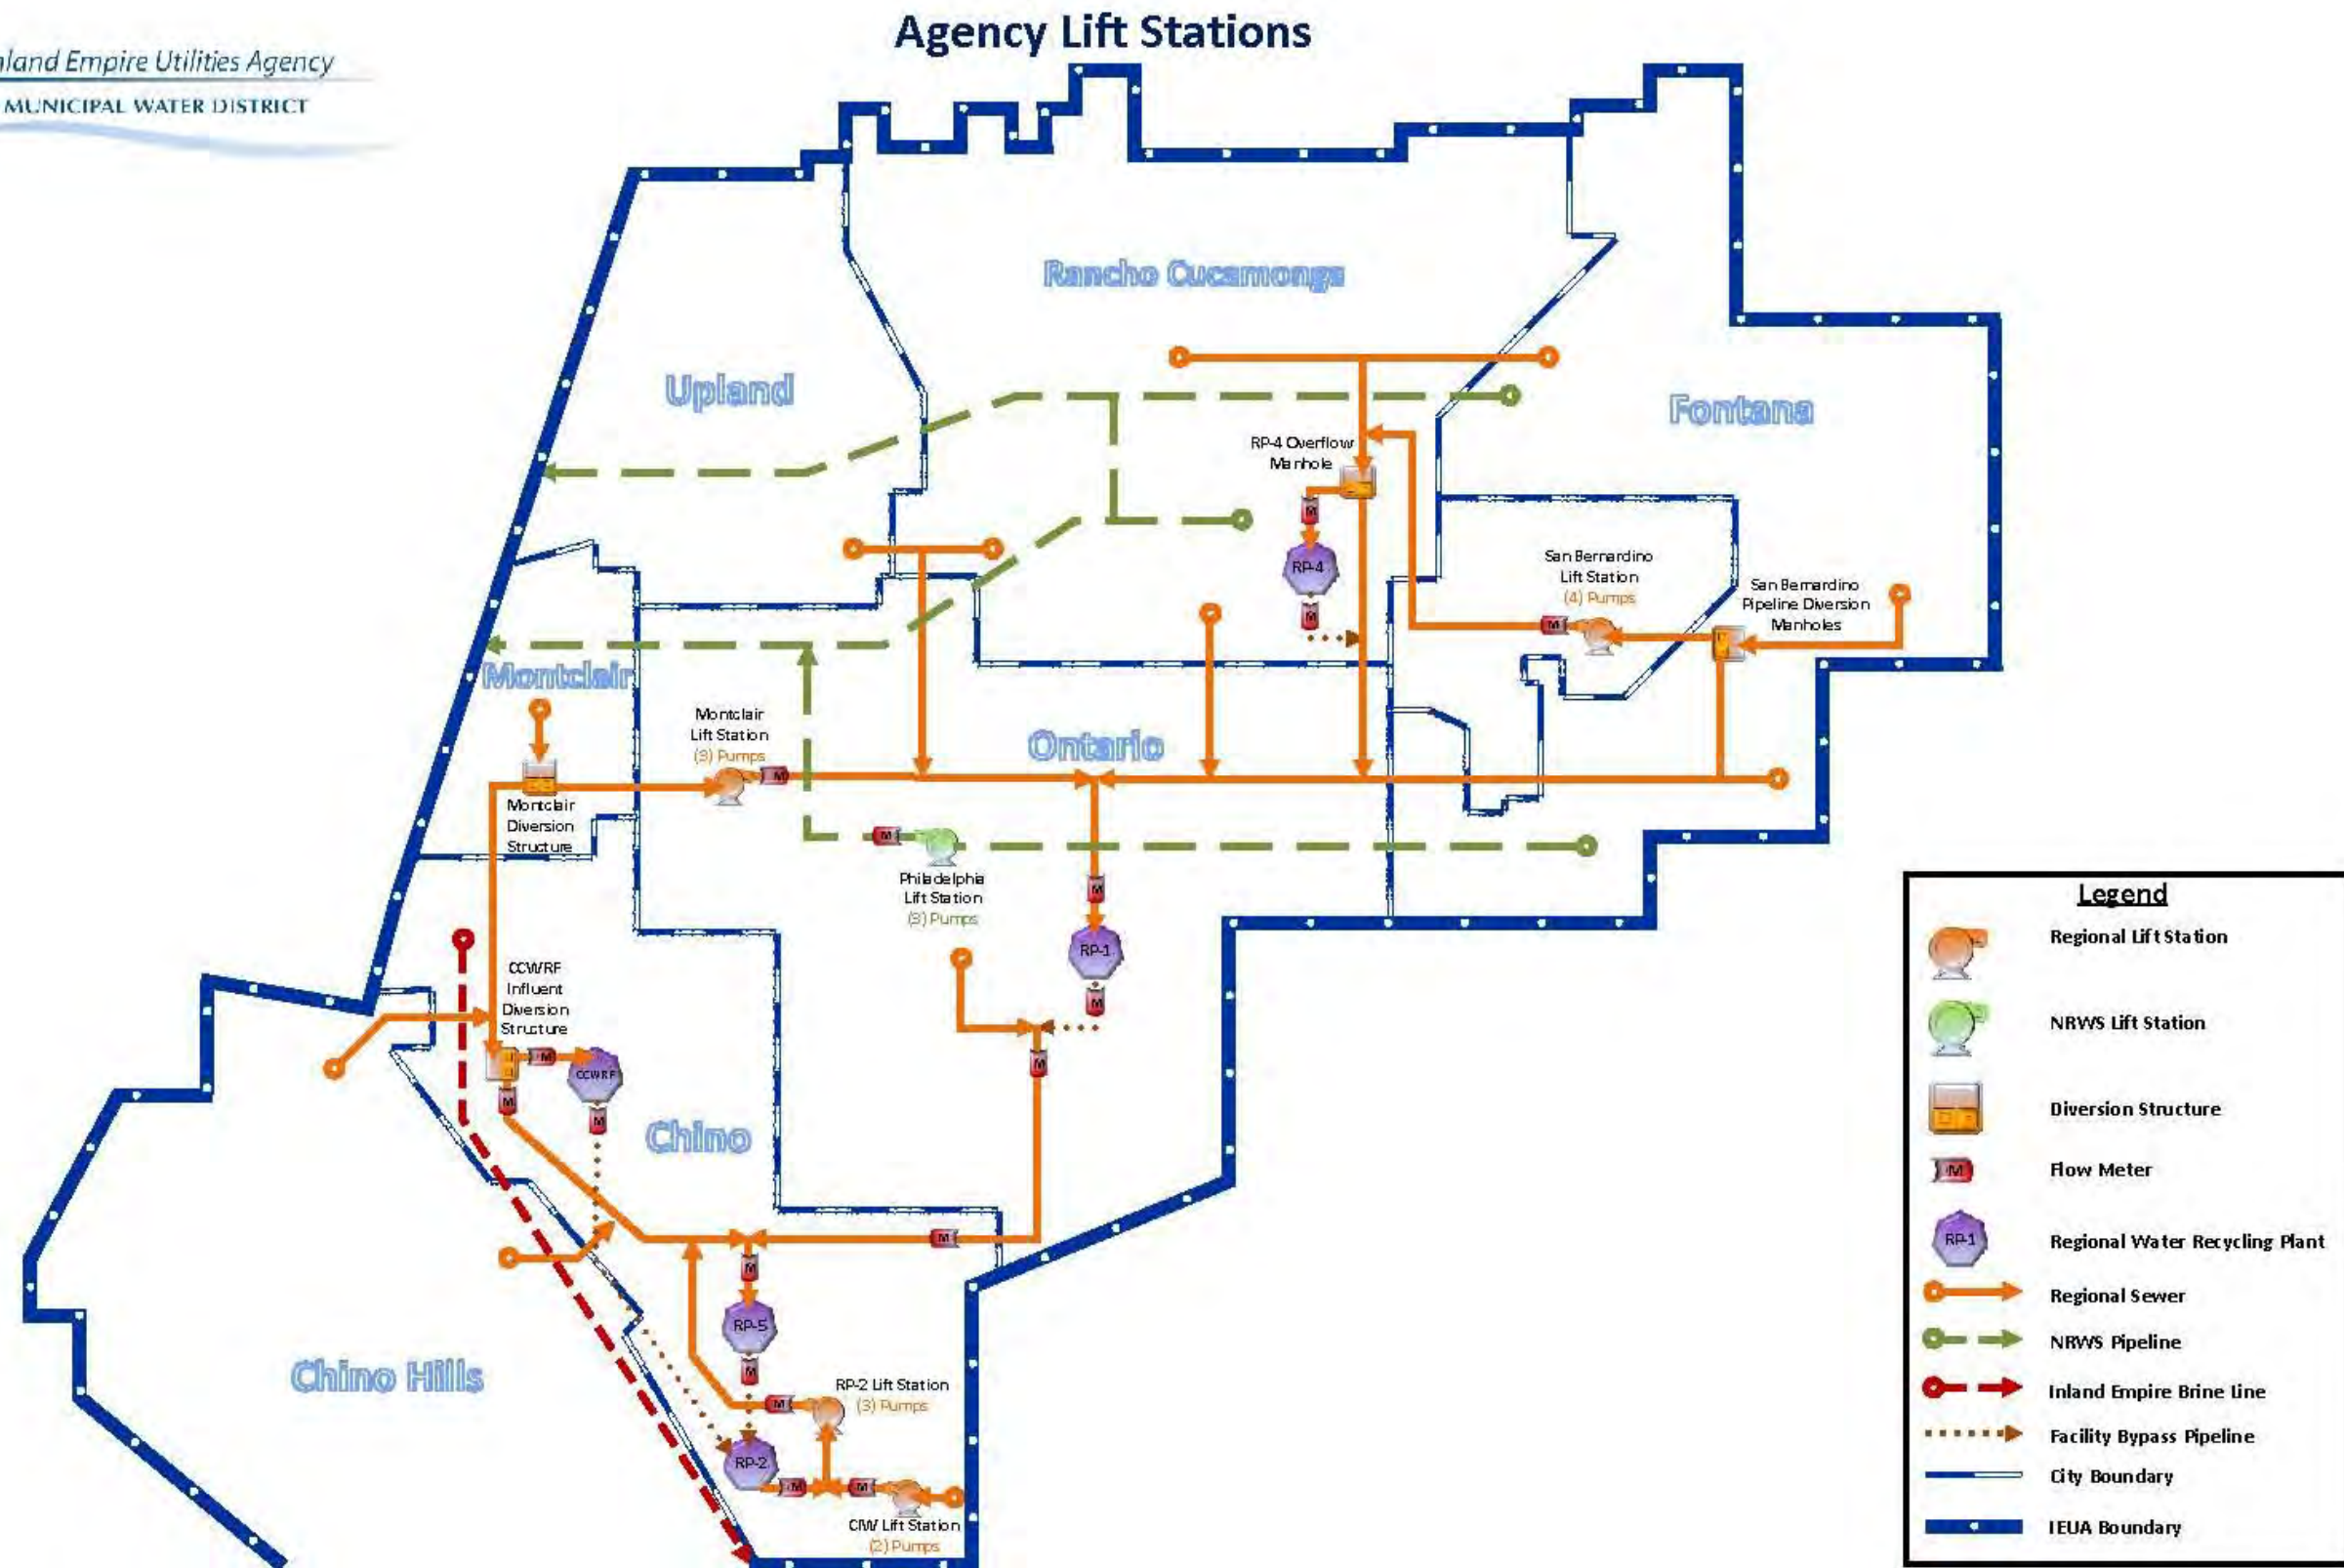 Agency Lift Stations
nland Empire Utilities Agency
MUNICIPAL WATER DISTRICT
Rancho Cucamonga
Upland
Fontana
RP-4 Overflow
Manhole
M
RP-4
M
San Bernardino
Lift Station
(4) Pumps
M
San Bernardino
Pipeline Diversion
Manholes
Montclair
Montclair
Lift Station
(3) Pumps
M
Ontario
Montclair
Diversion
Structure
M
Philadelphia
Lift Station
(3) Pumps
M
RP-1
M
M
CCWRF
Influent
Diversion
Structure
M
CCWRF
M
M
Chino
M
M
RP-5
M
Chino Hills
RP-2 Lift Station
(3) Pumps
M
RP-2
M
M
CIW Lift Station
(2) Pumps
Legend
Regional Lift Station
NRWS Lift Station
Diversion Structure
M
Flow Meter
RP-1
Regional Water Recycling Plant
Regional Sewer
NRWS Pipeline
Inland Empire Brine Line
Facility Bypass Pipeline
City Boundary
IEUA Boundary